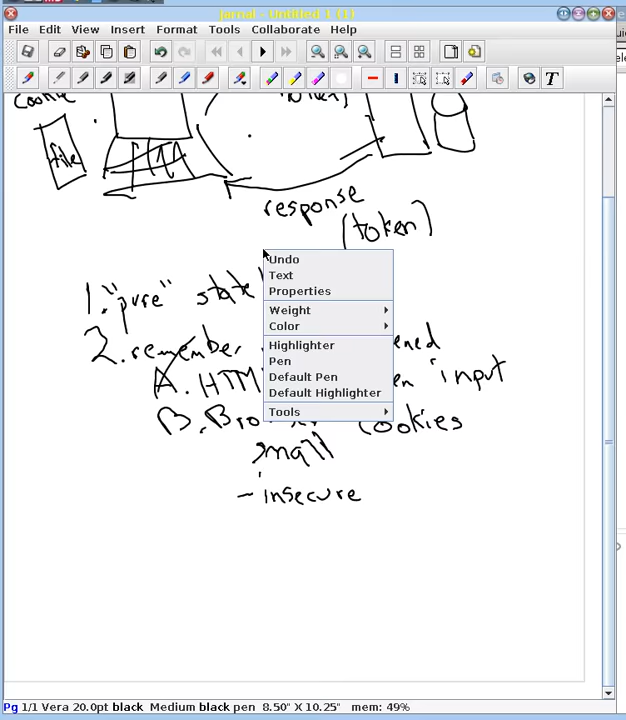 jarnal - Untitled 1 (1)
File Edit View Insert Format Tools Collaborate Help
T
cookie
file
response
(token)
1. "pure" state
2. remember ened
A. HTM en input
B. Bro cookies
small
- insecure
Undo
Text
Properties
Weight
Color
Highlighter
Pen
Default Pen
Default Highlighter
Tools
Pg 1/1 Vera 20.0pt black Medium black pen 8.50" X 10.25" mem: 49%